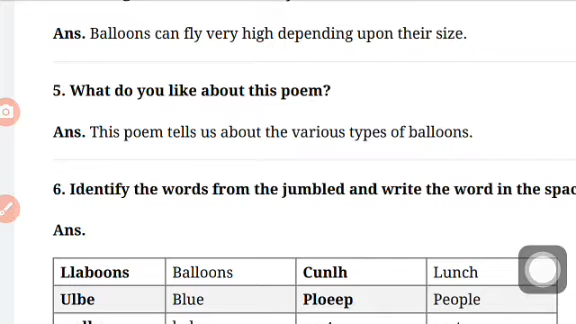 Ans. Balloons can fly very high depending upon their size.
5. What do you like about this poem?
Ans. This poem tells us about the various types of balloons.
6. Identify the words from the jumbled and write the word in the spac
Ans.
Llaboons Balloons Cunlh Lunch
Ulbe Blue Ploeep People